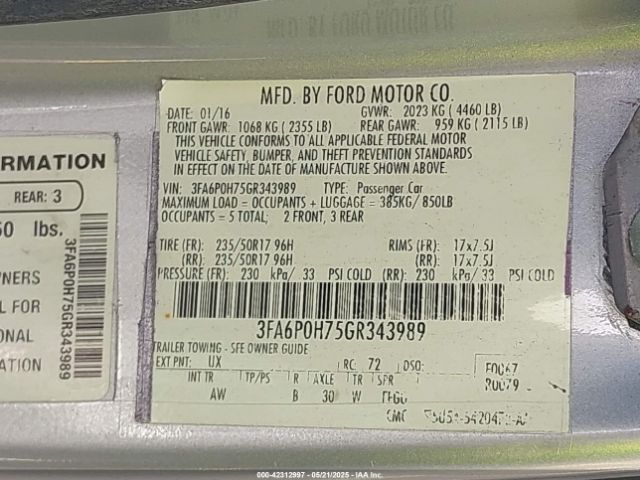 MFD. BY FORD MOTOR CO.
DATE: 01/16 GVWR: 2023 KG ( 4460 LB)
FRONT GAWR: 1068 KG ( 2355 LB) REAR GAWR: 959 KG ( 2115 LB)
THIS VEHICLE CONFORMS TO ALL APPLICABLE FEDERAL MOTOR
VEHICLE SAFETY, BUMPER, AND THEFT PREVENTION STANDARDS
IN EFFECT ON THE DATE OF MANUFACTURE SHOWN ABOVE.
VIN: 3FA6P0H75GR343989 TYPE: Passenger Car
MAXIMUM LOAD = OCCUPANTS + LUGGAGE = 385KG/ 850LB
OCCUPANTS = 5 TOTAL; 2 FRONT, 3 REAR
TIRE (FR): 235/50R17 96H RIMS (FR): 17x7.5J
(RR): 235/50R17 96H (RR): 17x7.5J
PRESSURE (FR): 230 kPa/ 33 PSI COLD (RR): 230 kPa/ 33 PSI COLD
3FA6P0H75GR343989
TRAILER TOWING - SEE OWNER GUIDE
EXT PNT: UX RC: 72 DSO:
INT TR TP/PS R AXLE TR SPR
AW B 30 W
ORMATION
REAR: 3
50 lbs.
WNERS
L FOR
ONAL
ATION
3FA6P0H75GR343989
000-42312997 - 05/21/2025 - IAA Inc.